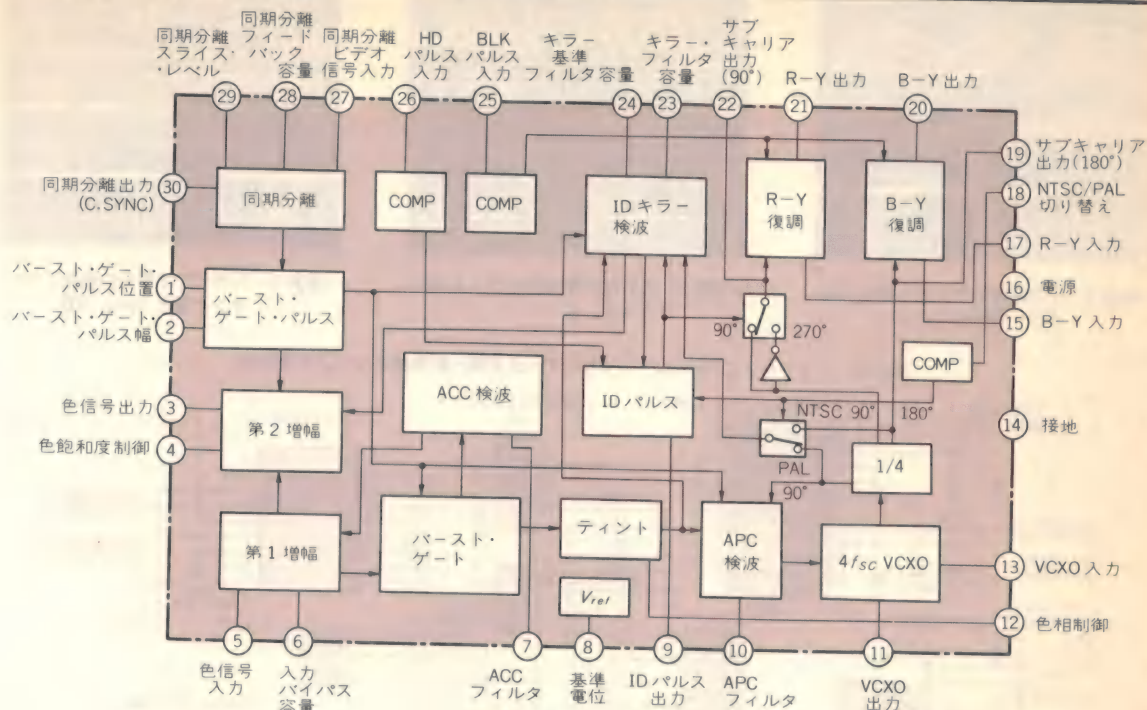 同期分離
スライス・
・レベル
同期分離
フィード
バック
容量
同期分離
ビデオ
信号入力
HD
パルス
入力
BLK
パルス
入力
キラー
基準
フィルタ容量
キラー・
フィルタ
容量
サブ
キャリア
出力
(90°)
R－Y 出力
B－Y 出力
29
28
27
26
25
24
23
22
21
20
30
同期分離出力
(C.SYNC)
1
バースト・ゲート・
パルス位置
2
バースト・ゲート・
パルス幅
3
色信号出力
4
色飽和度制御
同期分離
COMP
COMP
IDキラー
検波
R－Y
復調
B－Y
復調
バースト・
ゲート・パルス
90°
270°
COMP
ACC 検波
IDパルス
第2増幅
NTSC 90°
180°
PAL
90°
1/4
第1増幅
バースト・
ゲート
ティント
APC
検波
4fsc VCXO
Vref
19
サブキャリア
出力(180°)
18
NTSC/PAL
切り替え
17
R－Y 入力
16
電源
15
B－Y 入力
14
接地
13
VCXO 入力
12
色相制御
5
色信号
入力
6
入力
バイパス
容量
7
ACC
フィルタ
8
基準
電位
9
IDパルス
出力
10
APC
フィルタ
11
VCXO
出力